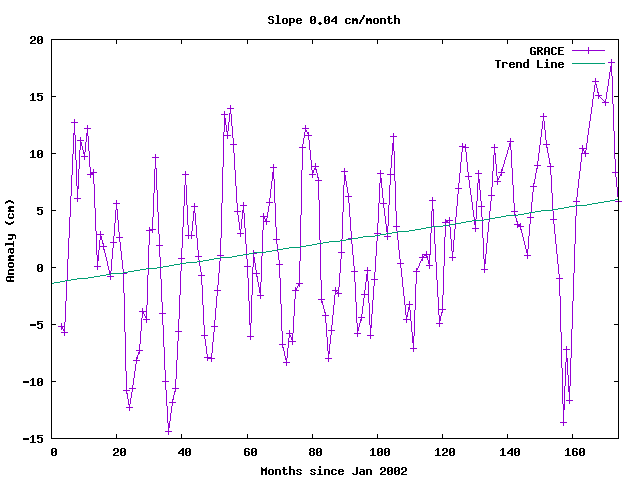 Slope 0.04 cm/month
20
GRACE
Trend Line
15
10
5
0
-5
-10
-15
Anomaly (cm)
0 20 40 60 80 100 120 140 160
Months since Jan 2002